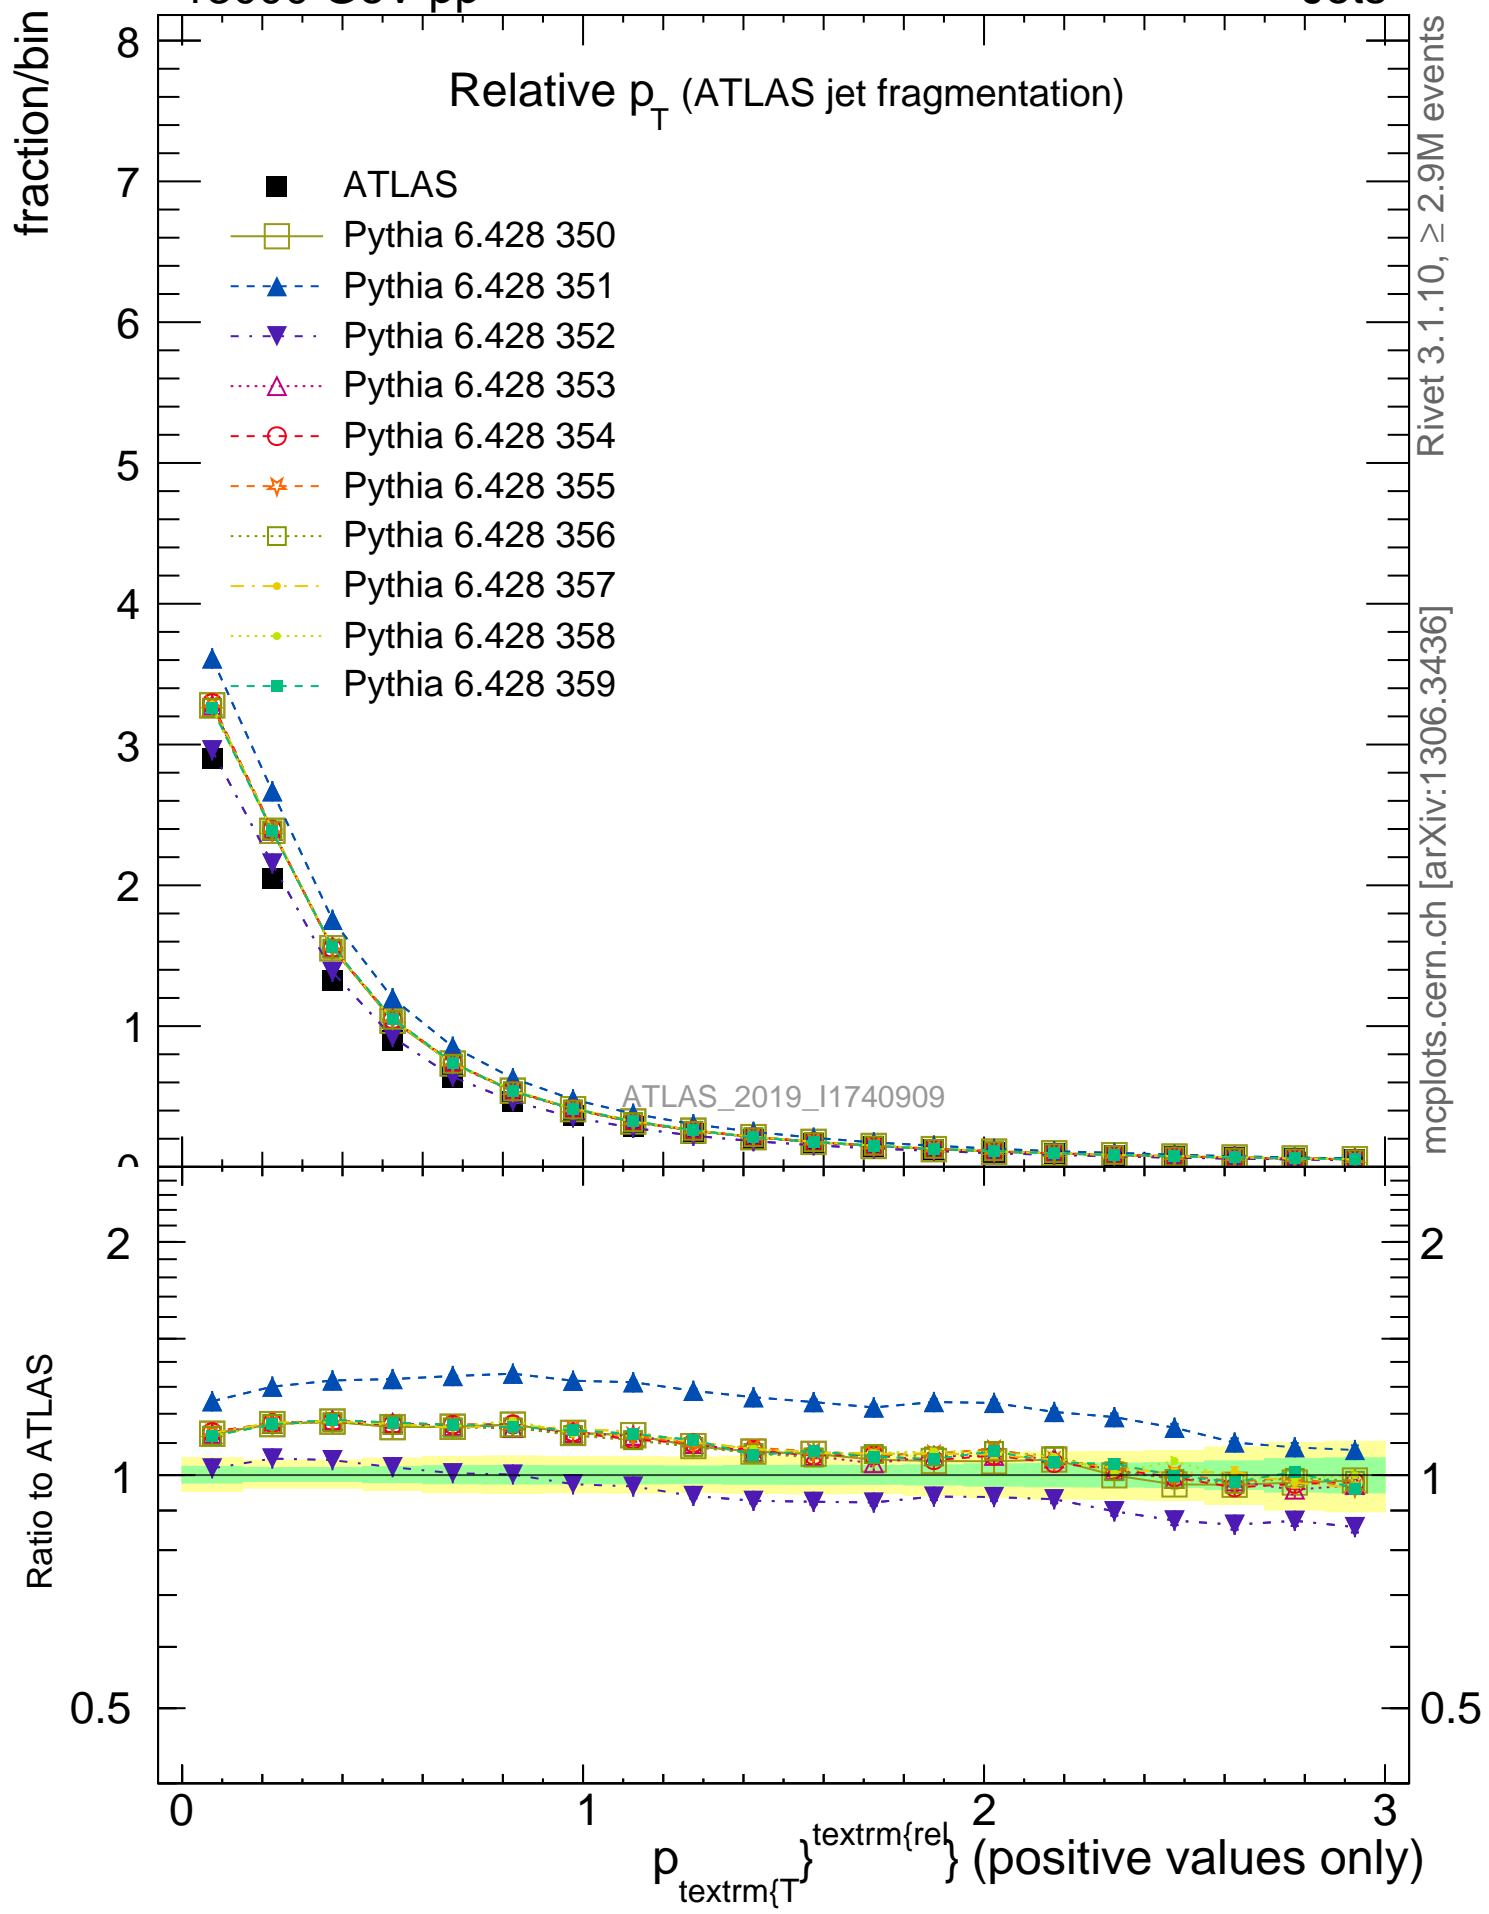 fraction/bin
8
7
6
5
4
3
2
1
Relative p_T (ATLAS jet fragmentation)
ATLAS
Pythia 6.428 350
Pythia 6.428 351
Pythia 6.428 352
Pythia 6.428 353
Pythia 6.428 354
Pythia 6.428 355
Pythia 6.428 356
Pythia 6.428 357
Pythia 6.428 358
Pythia 6.428 359
ATLAS_2019_I1740909
Rivet 3.1.10, ≥ 2.9M events
mcplots.cern.ch [arXiv:1306.3436]
Ratio to ATLAS
2
1
0.5
2
1
0.5
0 1 2 3
p_textrm{T}^textrm{rel} (positive values only)